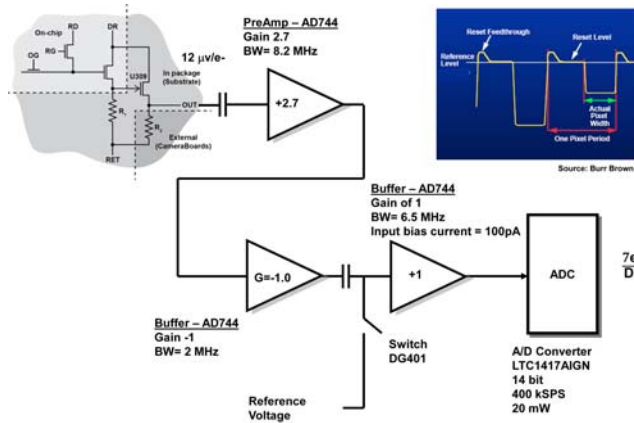 On-chip
RD
DR
RG
OG
12 μv/e-
U309
In package
(Substrate)
OUT
R₁
R₂
External
(CameraBoards)
RET
PreAmp – AD744
Gain 2.7
BW= 8.2 MHz
+2.7
Reset Feedthrough
Reset Level
Reference
Level
Actual
Pixel
Width
One Pixel Period
Source: Burr Brown,
Buffer – AD744
Gain of 1
BW= 6.5 MHz
Input bias current = 100pA
G=-1.0
+1
ADC
7e
D
Buffer – AD744
Gain -1
BW= 2 MHz
Switch
DG401
Reference
Voltage
A/D Converter
LTC1417AIGN
14 bit
400 kSPS
20 mW